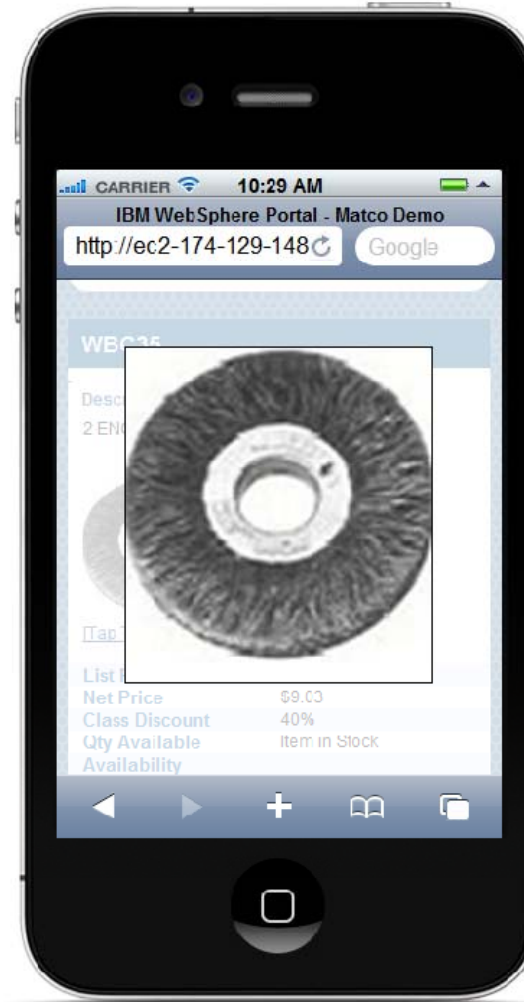 CARRIER 10:29 AM
IBM WebSphere Portal - Matco Demo
http://ec2-174-129-148 Google
WBC35
Desc
2 ENC
[Tap
List
Net Price $9.03
Class Discount 40%
Qty Available Item in Stock
Availability